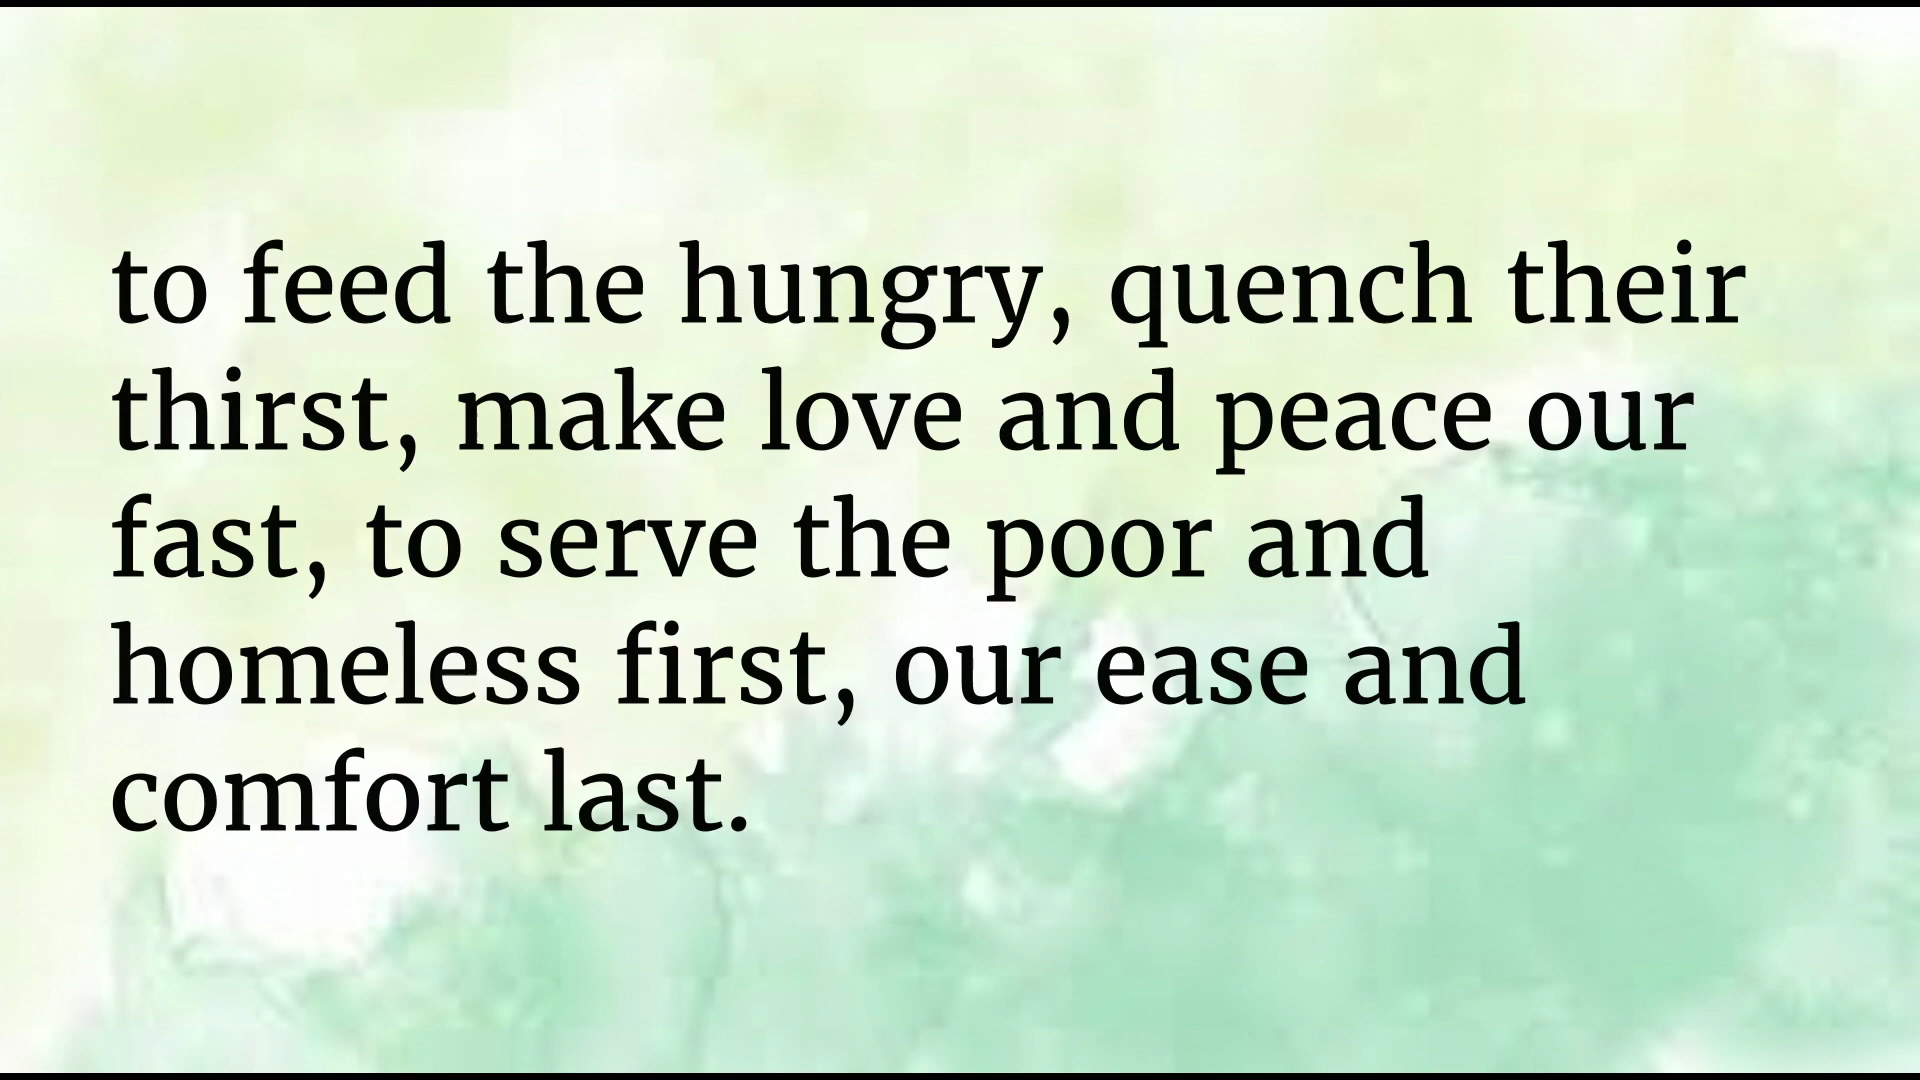 to feed the hungry, quench their
thirst, make love and peace our
fast, to serve the poor and
homeless first, our ease and
comfort last.